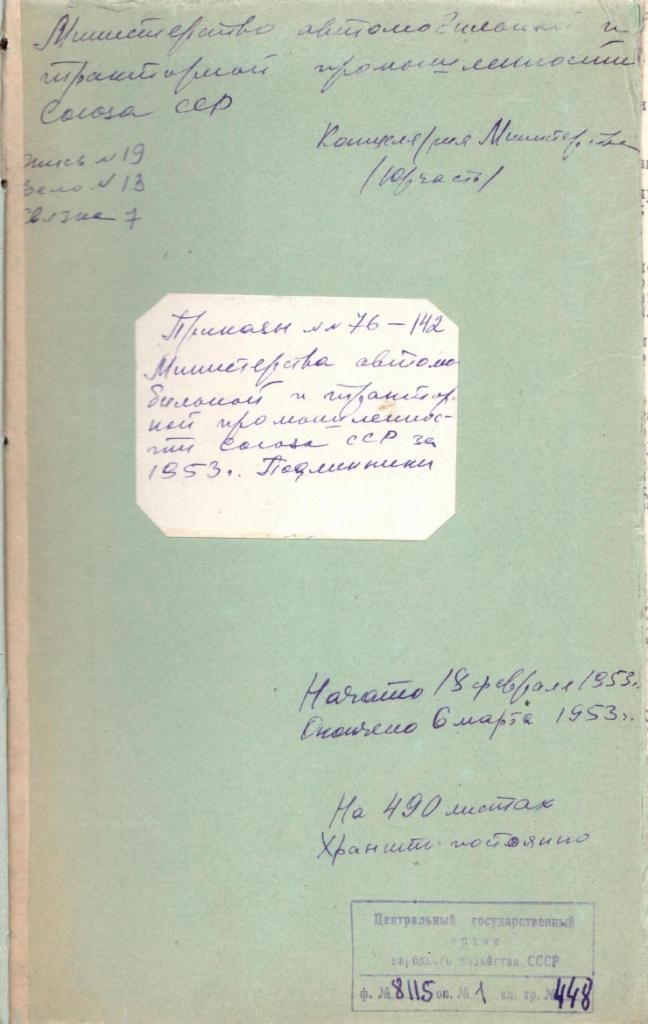 Министерство автомобильной и
тракторной промышленности
Союза ССР
Канцелярия Министерства
(Юрчасть)
опись № 19
Дело № 13
Связка 7
Приказы №№ 76 – 142
Министерства автомо-
бильной и трактор-
ной промышленнос-
ти Союза ССР за
1953 г. Подлинники
Начато 18 февраля 1953 г.
Окончено 6 марта 1953 г.
На 490 листах
Хранить постоянно
Центральный государственный
архив
народного хозяйства СССР
ф. № 8115 оп. № 1 ед. хр. № 448